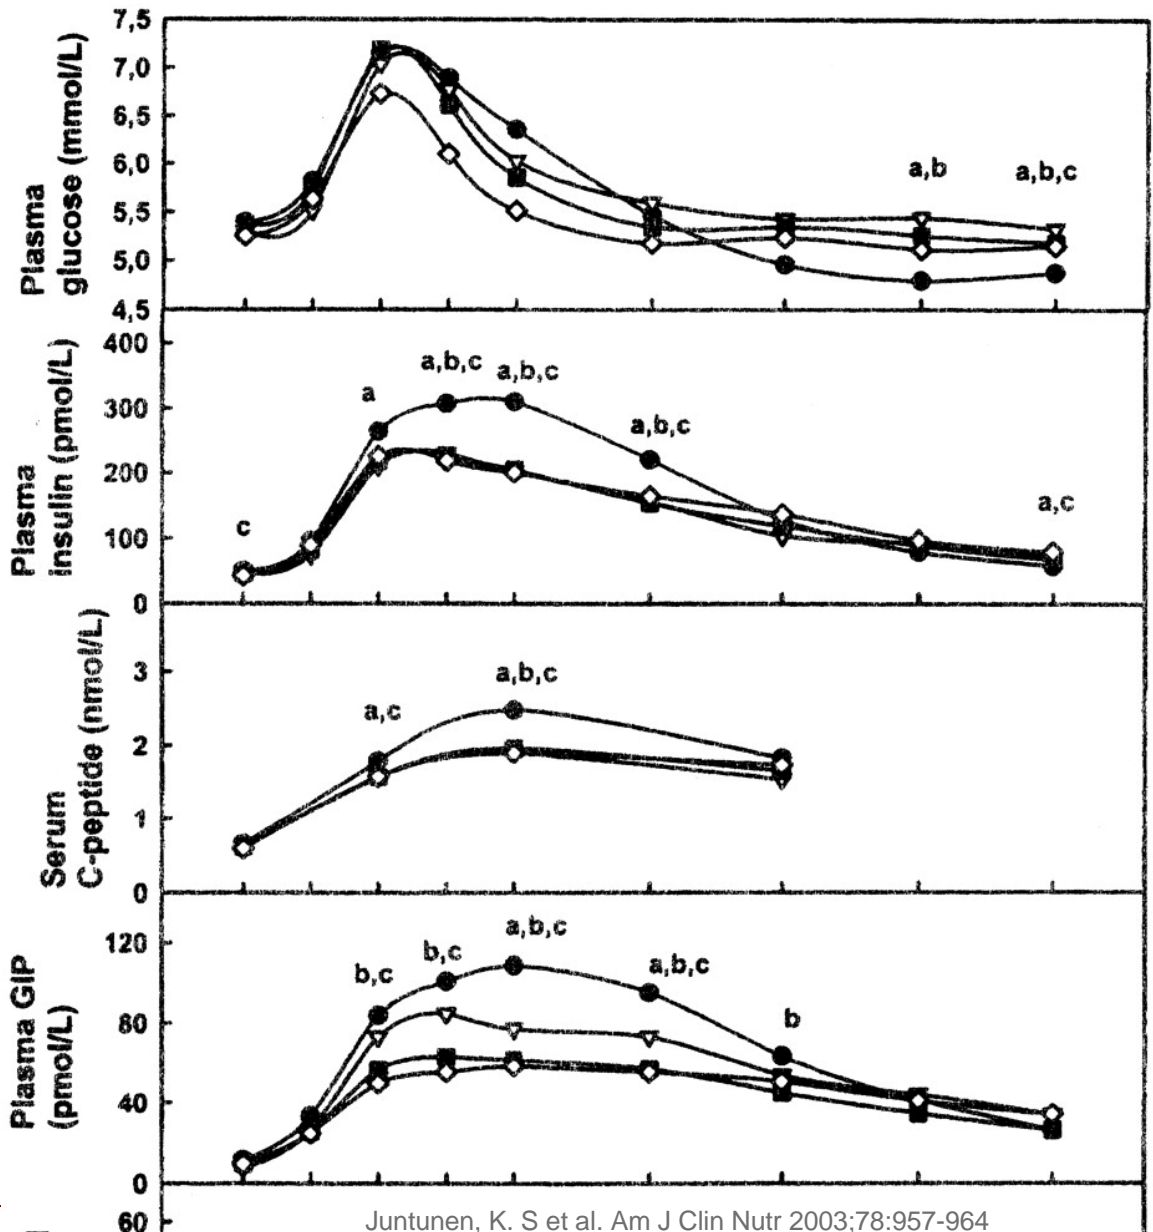 Plasma
glucose (mmol/L)
7,5
7,0
6,5
6,0
5,5
5,0
4,5
a,b
a,b,c
Plasma
insulin (pmol/L)
400
300
200
100
0
c
a
a,b,c
a,b,c
a,b,c
a,c
Serum
C-peptide (nmol/L)
3
2
1
0
a,c
a,b,c
Plasma GIP
(pmol/L)
120
80
40
0
b,c
b,c
a,b,c
a,b,c
b
60
Juntunen, K. S et al. Am J Clin Nutr 2003;78:957-964